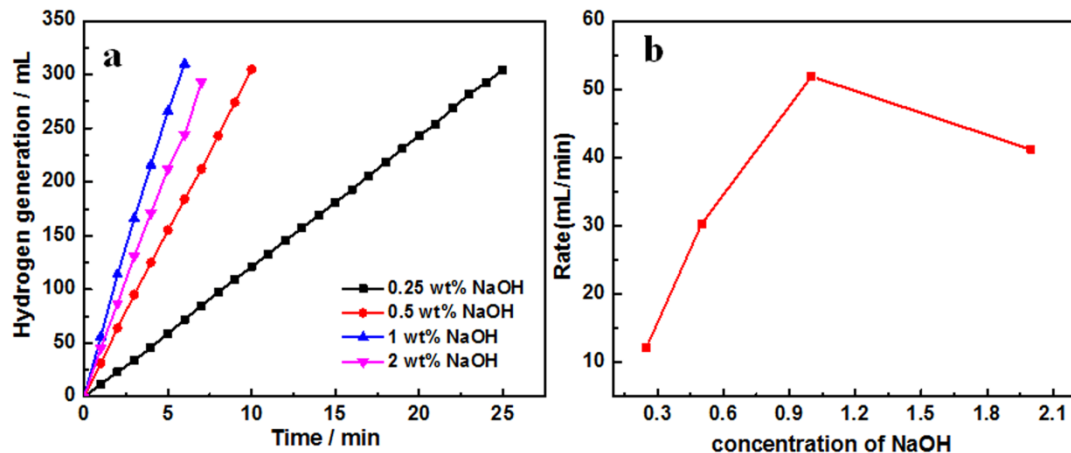 a
Hydrogen generation / mL
350
300
250
200
150
100
50
0
0
5
10
15
20
25
Time / min
0.25 wt% NaOH
0.5 wt% NaOH
1 wt% NaOH
2 wt% NaOH
b
Rate(mL/min)
60
50
40
30
20
10
0.3
0.6
0.9
1.2
1.5
1.8
2.1
concentration of NaOH